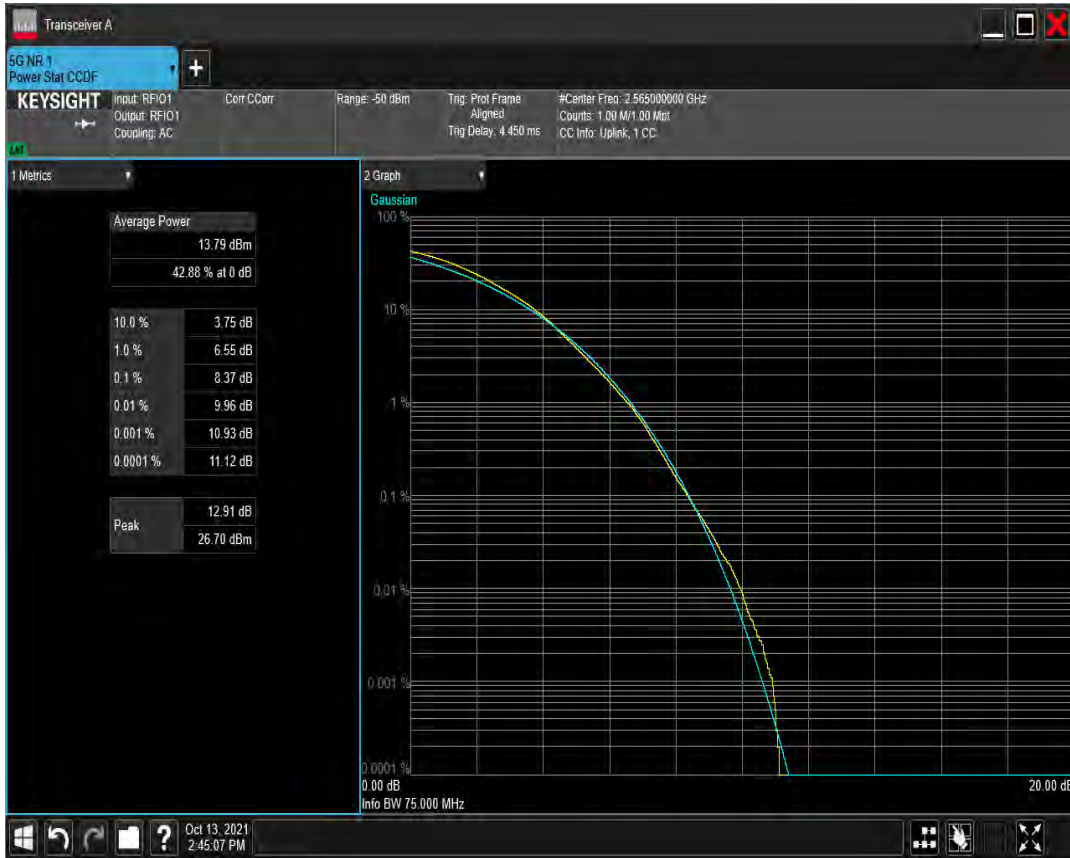 Transceiver A
5G NR 1
Power Stat CCDF
+
KEYSIGHT
Input: RFIO1
Output: RFIO1
Coupling: AC
Corr CCorr
Range: -50 dBm
Trig: Prot Frame
Aligned
Trig Delay: 4.450 ms
#Center Freq: 2.565000000 GHz
Counts: 1.00 M/1.00 Mpt
CC Info: Uplink, 1 CC
1 Metrics
Average Power
13.79 dBm
42.88 % at 0 dB
10.0 % 3.75 dB
1.0 % 6.55 dB
0.1 % 8.37 dB
0.01 % 9.96 dB
0.001 % 10.93 dB
0.0001 % 11.12 dB
Peak
12.91 dB
26.70 dBm
2 Graph
Gaussian
100 %
10 %
1 %
0.1 %
0.01 %
0.001 %
0.0001 %
0.00 dB
20.00 dB
Info BW 75.000 MHz
?
Oct 13, 2021
2:45:07 PM